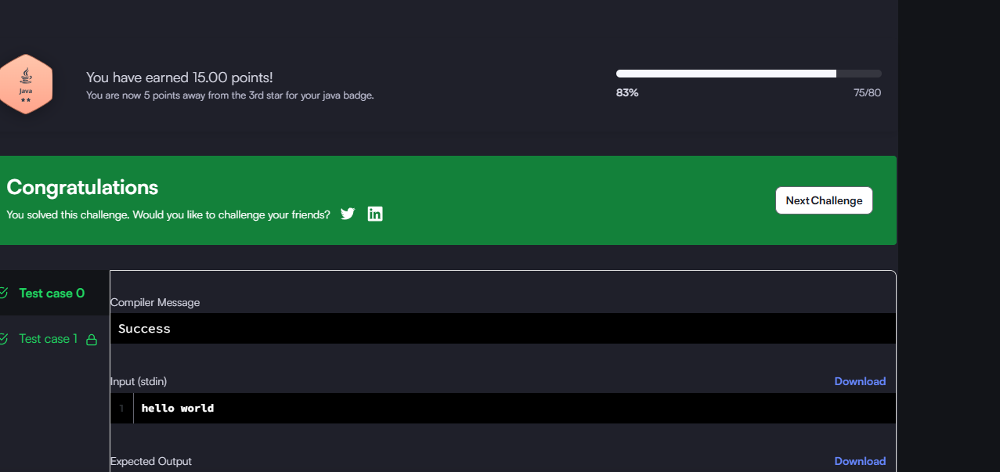 Java
You have earned 15.00 points!
You are now 5 points away from the 3rd star for your java badge.
83%
75/80
Congratulations
You solved this challenge. Would you like to challenge your friends?
in
Next Challenge
Test case 0
Test case 1
Compiler Message
Success
Input (stdin)
Download
1
hello world
Expected Output
Download